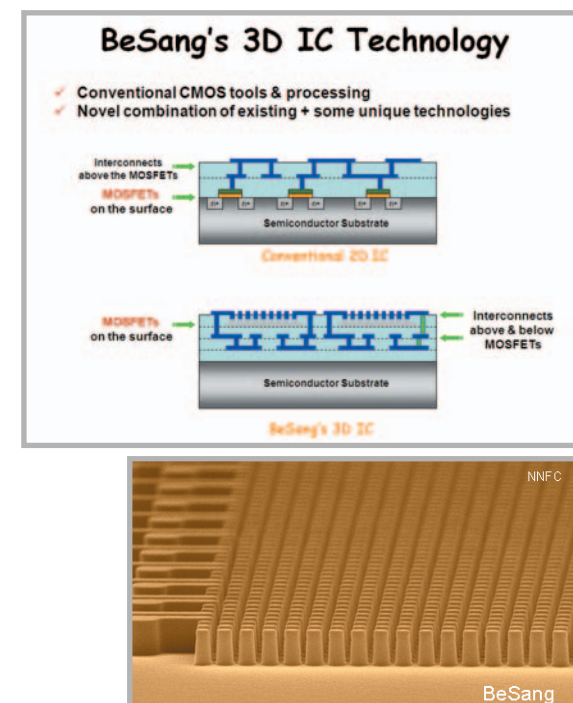 BeSang's 3D IC Technology
✓ Conventional CMOS tools & processing
✓ Novel combination of existing + some unique technologies
Interconnects
above the MOSFETs
MOSFETs
on the surface
n+ n+ n+ n+ n+ n+
Semiconductor Substrate
Conventional 2D IC
MOSFETs
on the surface
Interconnects
above & below
MOSFETs
Semiconductor Substrate
BeSang's 3D IC
NNFC
BeSang